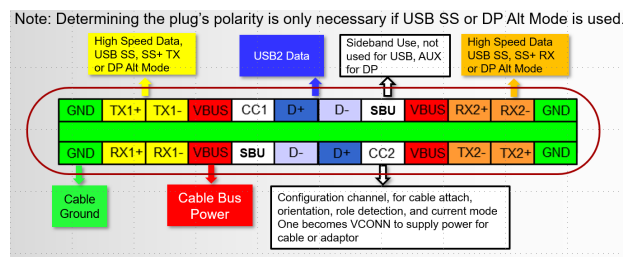 Note: Determining the plug's polarity is only necessary if USB SS or DP Alt Mode is used.
High Speed Data,
USB SS, SS+ TX
or DP Alt Mode
USB2 Data
Sideband Use, not
used for USB, AUX
for DP
High Speed Data,
USB SS, SS+ RX
or DP Alt Mode
GND TX1+ TX1- VBUS CC1 D+ D- SBU VBUS RX2+ RX2- GND
GND RX1+ RX1- VBUS SBU D- D+ CC2 VBUS TX2- TX2+ GND
Cable
Ground
Cable Bus
Power
Configuration channel, for cable attach,
orientation, role detection, and current mode
One becomes VCONN to supply power for
cable or adaptor